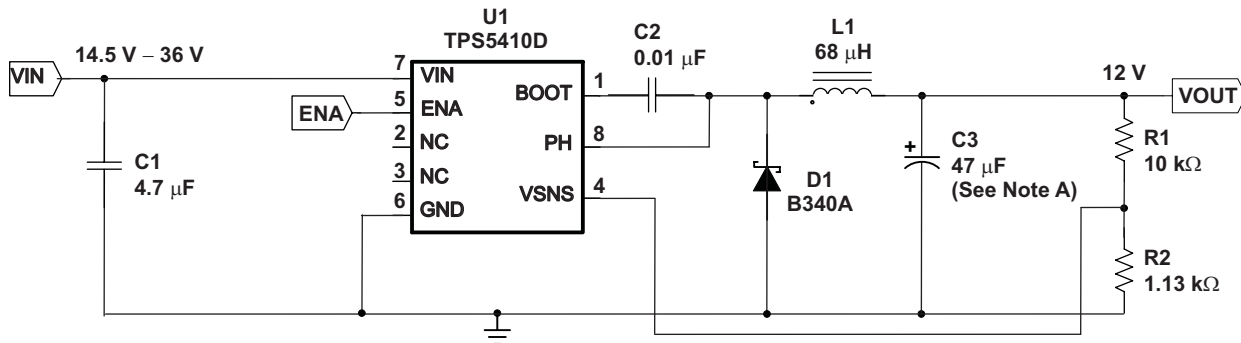 U1
TPS5410D
C2
0.01 μF
L1
68 μH
14.5 V – 36 V
VIN
7
VIN
BOOT
1
12 V
VOUT
ENA
5
ENA
2
NC
PH
8
3
NC
VSNS
4
6
GND
C1
4.7 μF
D1
B340A
+
C3
47 μF
(See Note A)
R1
10 kΩ
R2
1.13 kΩ